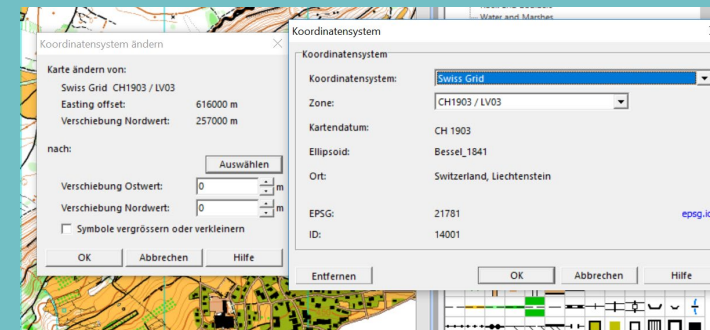 Water and Marshes
Koordinatensystem ändern
Karte ändern von:
Swiss Grid CH1903 / LV03
Easting offset: 616000 m
Verschiebung Nordwert: 257000 m
nach:
Auswählen
Verschiebung Ostwert: 0 m
Verschiebung Nordwert: 0 m
Symbole vergrössern oder verkleinern
OK Abbrechen Hilfe
Koordinatensystem
Koordinatensystem
Koordinatensystem: Swiss Grid
Zone: CH1903 / LV03
Kartendatum: CH 1903
Ellipsoid: Bessel_1841
Ort: Switzerland, Liechtenstein
EPSG: 21781 epsg.io
ID: 14001
Entfernen OK Abbrechen Hilfe